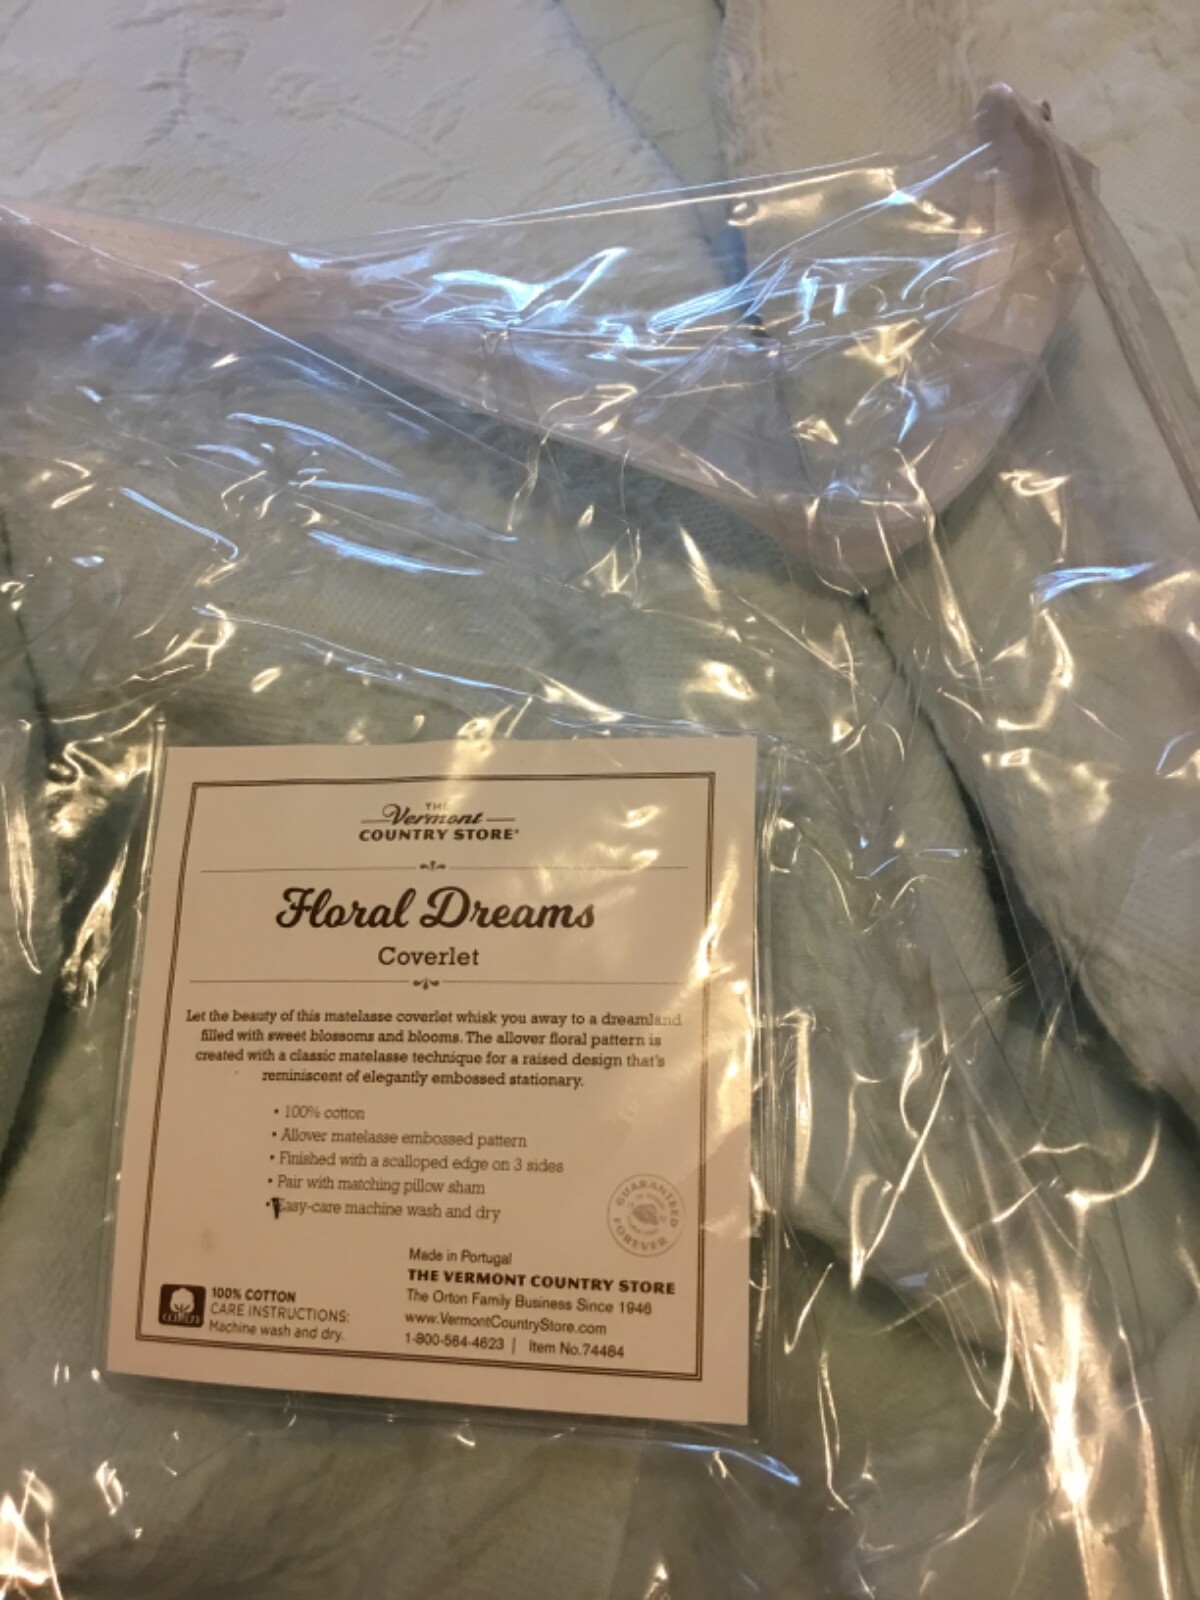 THE
Vermont
COUNTRY STORE®
Floral Dreams
Coverlet
Let the beauty of this matelasse coverlet whisk you away to a dreamland
filled with sweet blossoms and blooms. The allover floral pattern is
created with a classic matelasse technique for a raised design that's
reminiscent of elegantly embossed stationary.
• 100% cotton
• Allover matelasse embossed pattern
• Finished with a scalloped edge on 3 sides
• Pair with matching pillow sham
• Easy-care machine wash and dry
GUARANTEED
FOREVER
Made in Portugal
THE VERMONT COUNTRY STORE
The Orton Family Business Since 1946
www.VermontCountryStore.com
1-800-564-4623 | Item No.74484
COTTON
100% COTTON
CARE INSTRUCTIONS:
Machine wash and dry.